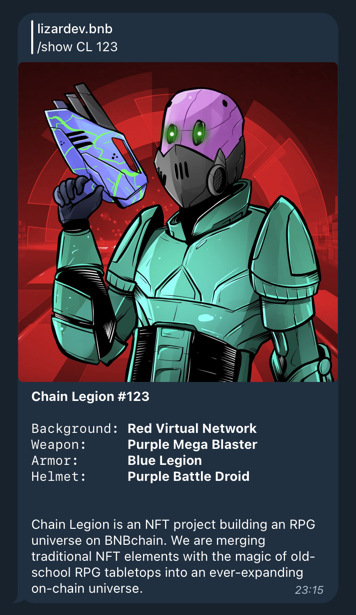 lizardev.bnb
/show CL 123
Chain Legion #123
Background: Red Virtual Network
Weapon: Purple Mega Blaster
Armor: Blue Legion
Helmet: Purple Battle Droid
Chain Legion is an NFT project building an RPG
universe on BNBchain. We are merging
traditional NFT elements with the magic of old-
school RPG tabletops into an ever-expanding
on-chain universe.
23:15